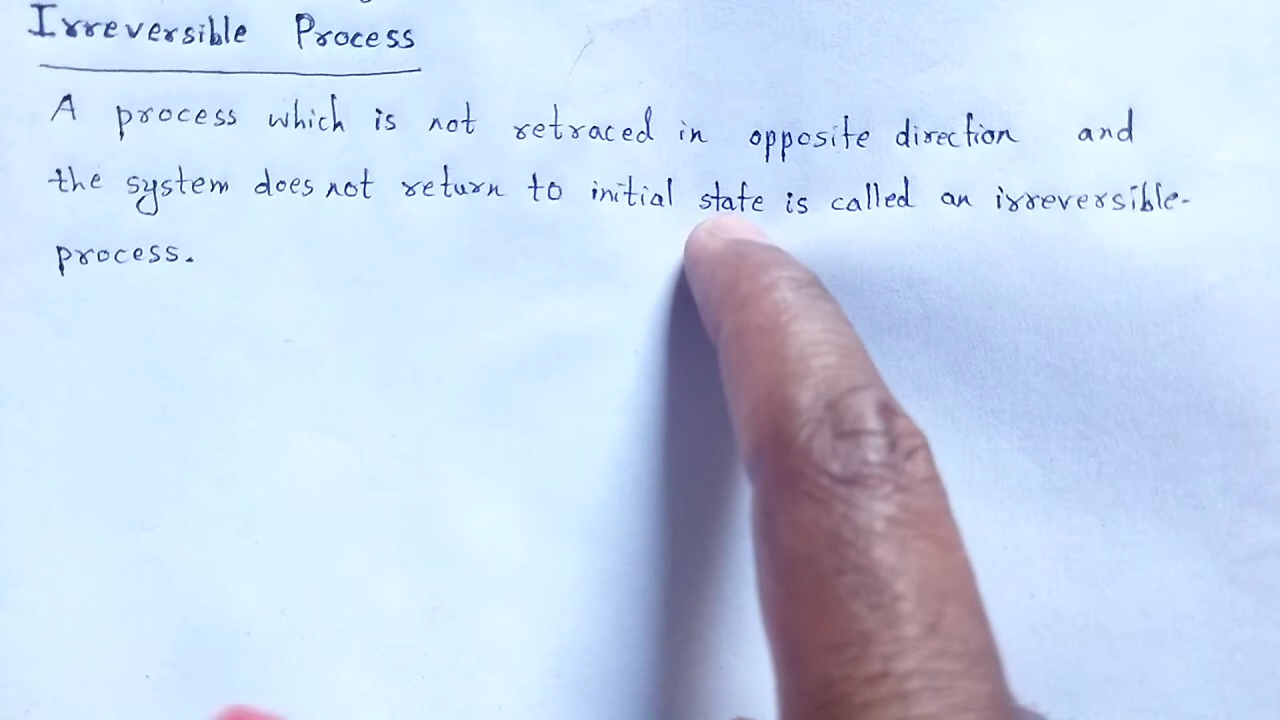 Irreversible Process
A process which is not retraced in opposite direction and
the system does not return to initial state is called an irreversible-
process.